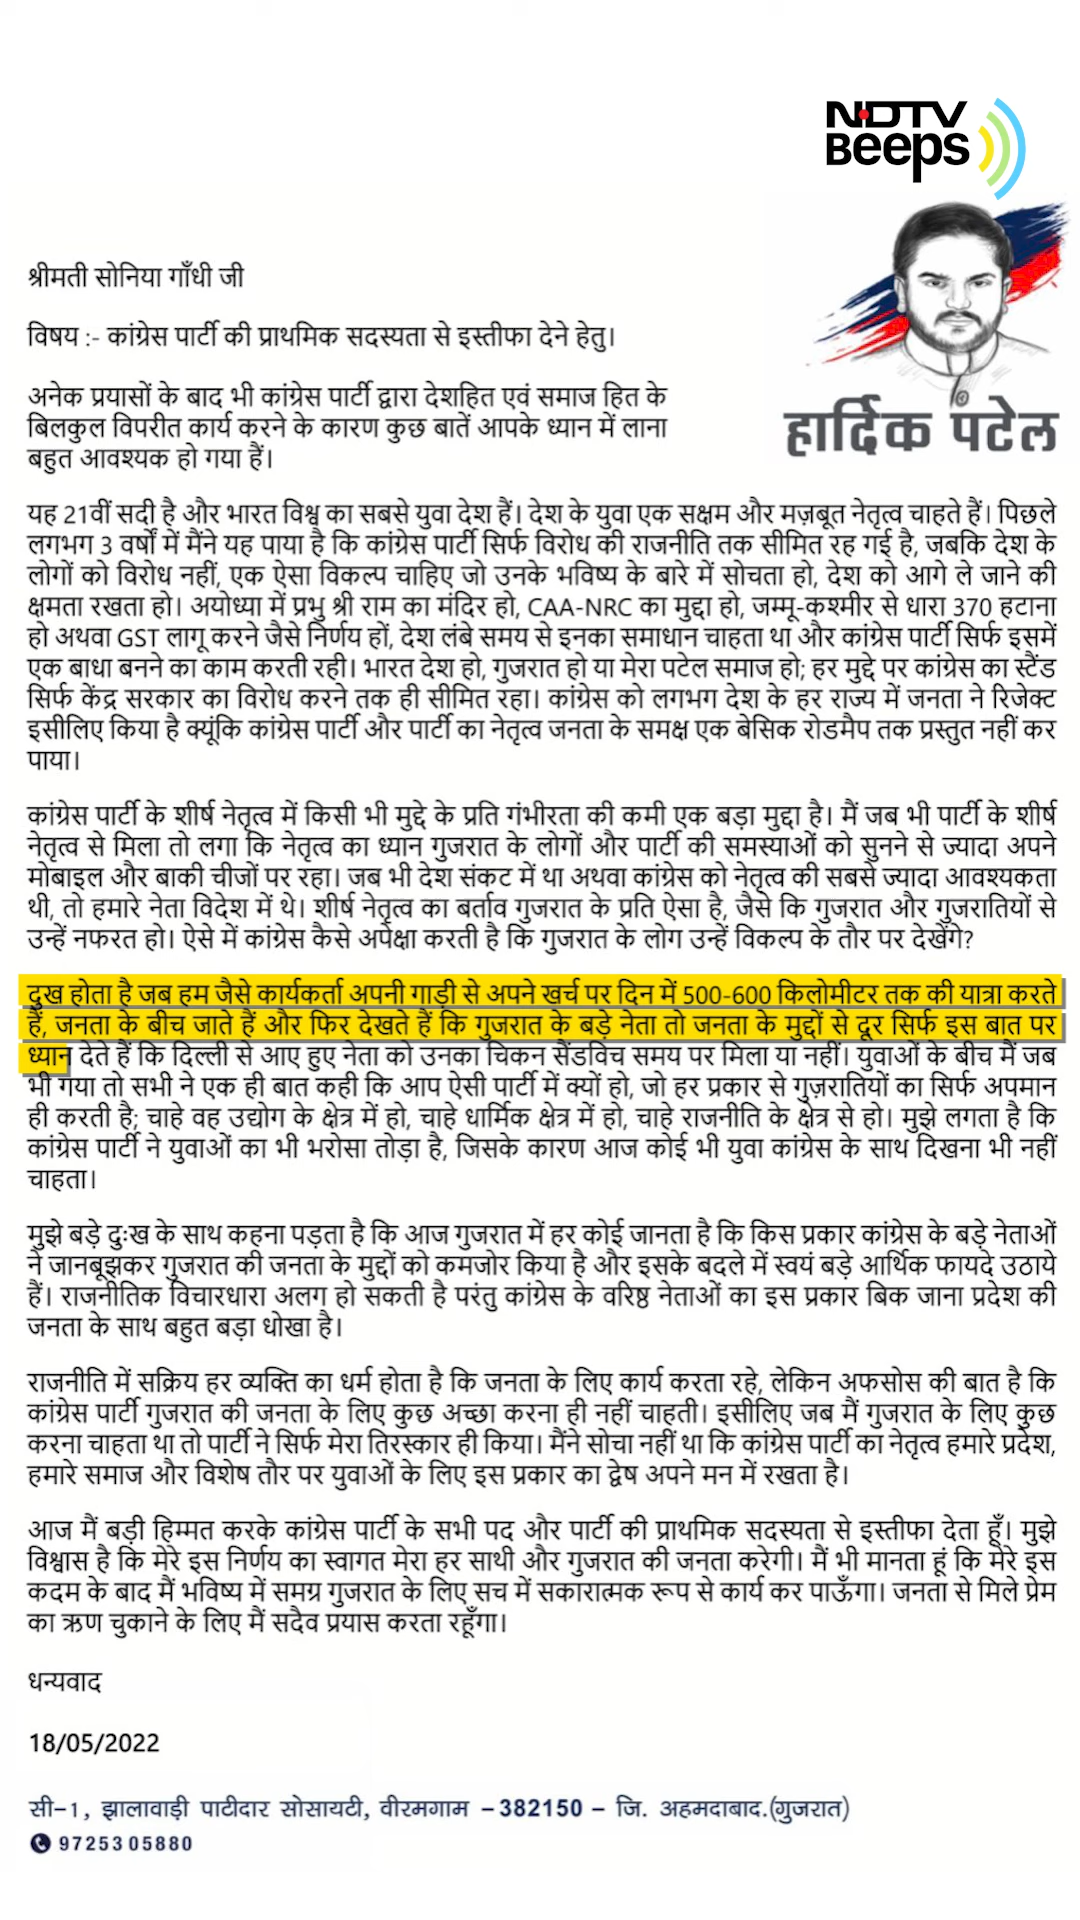 NDTV
Beeps
श्रीमती सोनिया गाँधी जी
विषय :- कांग्रेस पार्टी की प्राथमिक सदस्यता से इस्तीफा देने हेतु।
अनेक प्रयासों के बाद भी कांग्रेस पार्टी द्वारा देशहित एवं समाज हित के
बिलकुल विपरीत कार्य करने के कारण कुछ बातें आपके ध्यान में लाना
बहुत आवश्यक हो गया हैं।
हार्दिक पटेल
यह 21वीं सदी है और भारत विश्व का सबसे युवा देश हैं। देश के युवा एक सक्षम और मज़बूत नेतृत्व चाहते हैं। पिछले
लगभग 3 वर्षों में मैंने यह पाया है कि कांग्रेस पार्टी सिर्फ विरोध की राजनीति तक सीमित रह गई है, जबकि देश के
लोगों को विरोध नहीं, एक ऐसा विकल्प चाहिए जो उनके भविष्य के बारे में सोचता हो, देश को आगे ले जाने की
क्षमता रखता हो। अयोध्या में प्रभु श्री राम का मंदिर हो, CAA-NRC का मुद्दा हो, जम्मू-कश्मीर से धारा 370 हटाना
हो अथवा GST लागू करने जैसे निर्णय हों, देश लंबे समय से इनका समाधान चाहता था और कांग्रेस पार्टी सिर्फ इसमें
एक बाधा बनने का काम करती रही। भारत देश हो, गुजरात हो या मेरा पटेल समाज हो; हर मुद्दे पर कांग्रेस का स्टैंड
सिर्फ केंद्र सरकार का विरोध करने तक ही सीमित रहा। कांग्रेस को लगभग देश के हर राज्य में जनता ने रिजेक्ट
इसीलिए किया है क्यूंकि कांग्रेस पार्टी और पार्टी का नेतृत्व जनता के समक्ष एक बेसिक रोडमैप तक प्रस्तुत नहीं कर
पाया।
कांग्रेस पार्टी के शीर्ष नेतृत्व में किसी भी मुद्दे के प्रति गंभीरता की कमी एक बड़ा मुद्दा है। मैं जब भी पार्टी के शीर्ष
नेतृत्व से मिला तो लगा कि नेतृत्व का ध्यान गुजरात के लोगों और पार्टी की समस्याओं को सुनने से ज्यादा अपने
मोबाइल और बाकी चीजों पर रहा। जब भी देश संकट में था अथवा कांग्रेस को नेतृत्व की सबसे ज्यादा आवश्यकता
थी, तो हमारे नेता विदेश में थे। शीर्ष नेतृत्व का बर्ताव गुजरात के प्रति ऐसा है, जैसे कि गुजरात और गुजरातियों से
उन्हें नफरत हो। ऐसे में कांग्रेस कैसे अपेक्षा करती है कि गुजरात के लोग उन्हें विकल्प के तौर पर देखेंगे?
दुख होता है जब हम जैसे कार्यकर्ता अपनी गाड़ी से अपने खर्च पर दिन में 500-600 किलोमीटर तक की यात्रा करते
हैं, जनता के बीच जाते हैं और फिर देखते हैं कि गुजरात के बड़े नेता तो जनता के मुद्दों से दूर सिर्फ इस बात पर
ध्यान देते हैं कि दिल्ली से आए हुए नेता को उनका चिकन सैंडविच समय पर मिला या नहीं। युवाओं के बीच मैं जब
भी गया तो सभी ने एक ही बात कही कि आप ऐसी पार्टी में क्यों हो, जो हर प्रकार से गुज़रातियों का सिर्फ अपमान
ही करती है; चाहे वह उद्योग के क्षेत्र में हो, चाहे धार्मिक क्षेत्र में हो, चाहे राजनीति के क्षेत्र से हो। मुझे लगता है कि
कांग्रेस पार्टी ने युवाओं का भी भरोसा तोड़ा है, जिसके कारण आज कोई भी युवा कांग्रेस के साथ दिखना भी नहीं
चाहता।
मुझे बड़े दुःख के साथ कहना पड़ता है कि आज गुजरात में हर कोई जानता है कि किस प्रकार कांग्रेस के बड़े नेताओं
ने जानबूझकर गुजरात की जनता के मुद्दों को कमजोर किया है और इसके बदले में स्वयं बड़े आर्थिक फायदे उठाये
हैं। राजनीतिक विचारधारा अलग हो सकती है परंतु कांग्रेस के वरिष्ठ नेताओं का इस प्रकार बिक जाना प्रदेश की
जनता के साथ बहुत बड़ा धोखा है।
राजनीति में सक्रिय हर व्यक्ति का धर्म होता है कि जनता के लिए कार्य करता रहे, लेकिन अफसोस की बात है कि
कांग्रेस पार्टी गुजरात की जनता के लिए कुछ अच्छा करना ही नहीं चाहती। इसीलिए जब मैं गुजरात के लिए कुछ
करना चाहता था तो पार्टी ने सिर्फ मेरा तिरस्कार ही किया। मैंने सोचा नहीं था कि कांग्रेस पार्टी का नेतृत्व हमारे प्रदेश,
हमारे समाज और विशेष तौर पर युवाओं के लिए इस प्रकार का द्वेष अपने मन में रखता है।
आज मैं बड़ी हिम्मत करके कांग्रेस पार्टी के सभी पद और पार्टी की प्राथमिक सदस्यता से इस्तीफा देता हूँ। मुझे
विश्वास है कि मेरे इस निर्णय का स्वागत मेरा हर साथी और गुजरात की जनता करेगी। मैं भी मानता हूं कि मेरे इस
कदम के बाद मैं भविष्य में समग्र गुजरात के लिए सच में सकारात्मक रूप से कार्य कर पाऊँगा। जनता से मिले प्रेम
का ऋण चुकाने के लिए मैं सदैव प्रयास करता रहूँगा।
धन्यवाद
18/05/2022
सी-1, झालावाड़ी पाटीदार सोसायटी, वीरमगाम - 382150 - जि. अहमदाबाद.(गुजरात)
9725305880